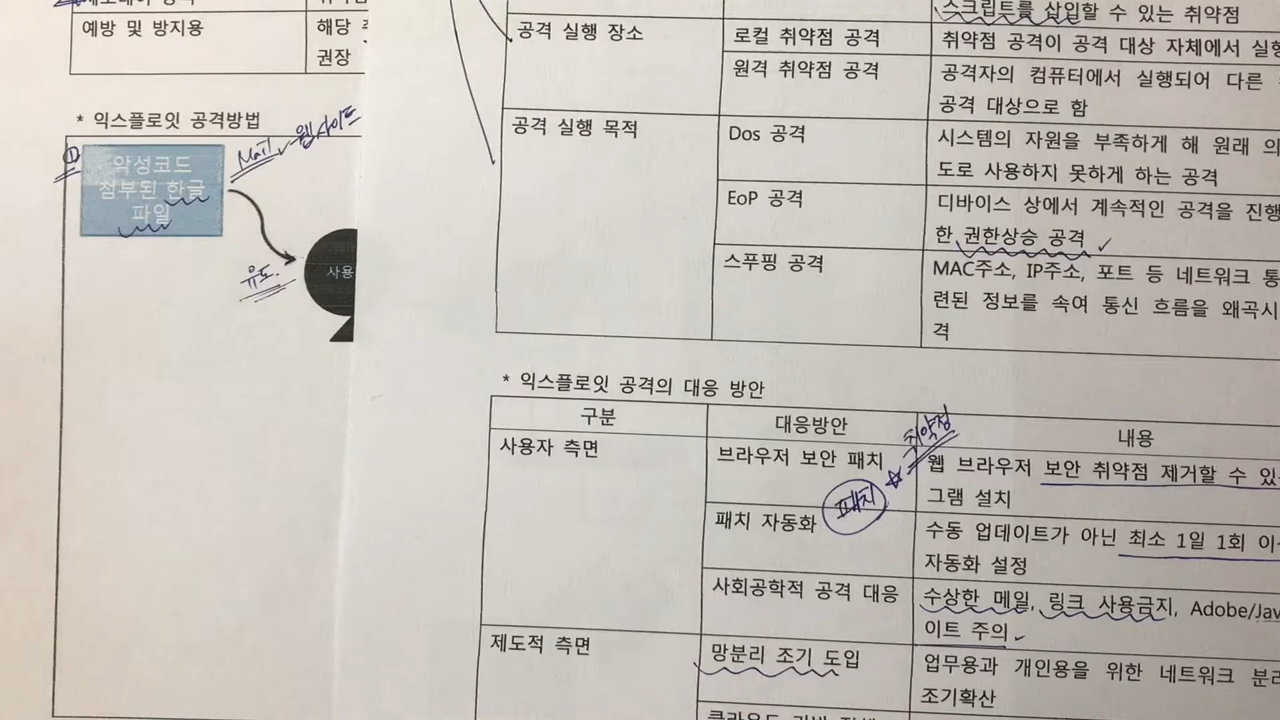 예방 및 방지용
해당
권장
* 익스플로잇 공격방법
①
악성코드
첨부된 한글
파일
Mail, 웹사이트
유도.
사용
스크립트를 삽입할 수 있는 취약점
공격 실행 장소
로컬 취약점 공격
취약점 공격이 공격 대상 자체에서 실행
원격 취약점 공격
공격자의 컴퓨터에서 실행되어 다른
공격 대상으로 함
공격 실행 목적
Dos 공격
시스템의 자원을 부족하게 해 원래 의
도로 사용하지 못하게 하는 공격
EoP 공격
디바이스 상에서 계속적인 공격을 진행
한 권한상승 공격
스푸핑 공격
MAC주소, IP주소, 포트 등 네트워크 통
련된 정보를 속여 통신 흐름을 왜곡시
격
* 익스플로잇 공격의 대응 방안
구분
대응방안
취약점
내용
사용자 측면
브라우저 보안 패치
웹 브라우저 보안 취약점 제거할 수 있
그램 설치
패치
패치 자동화
수동 업데이트가 아닌 최소 1일 1회 이
자동화 설정
사회공학적 공격 대응
수상한 메일, 링크 사용금지, Adobe/Jav
이트 주의
제도적 측면
망분리 조기 도입
업무용과 개인용을 위한 네트워크 분리
조기확산